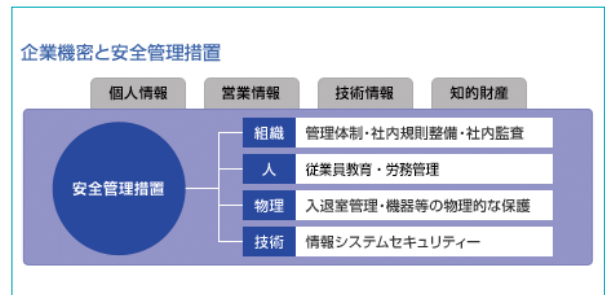 企業機密と安全管理措置
個人情報 営業情報 技術情報 知的財産
安全管理措置
組織 管理体制・社内規則整備・社内監査
人 従業員教育・労務管理
物理 入退室管理・機器等の物理的な保護
技術 情報システムセキュリティー